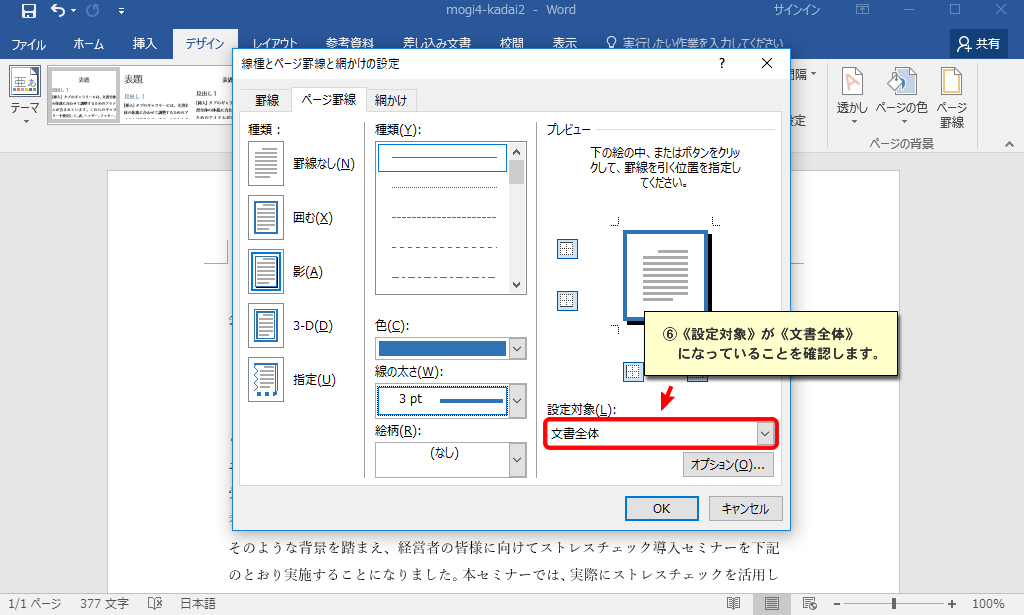 mogi4-kadai2 - Word
サインイン
ファイル
ホーム
挿入
デザイン
レイアウト
参考資料
差し込み文書
校閲
表示
実行したい作業を入力してください
共有
テーマ
表題
見出し 1
表題
見出し 1
透かし
ページの色
ページ
罫線
ページの背景
線種とページ罫線と網かけの設定
?
罫線
ページ罫線
網かけ
種類：
罫線なし(N)
囲む(X)
影(A)
3-D(D)
指定(U)
種類(Y):
色(C):
線の太さ(W):
3 pt
絵柄(R):
(なし)
プレビュー
下の絵の中、またはボタンをクリッ
クして、罫線を引く位置を指定し
てください。
⑥《設定対象》が《文書全体》
になっていることを確認します。
設定対象(L):
文書全体
オプション(O)...
OK
キャンセル
そのような背景を踏まえ、経営者の皆様に向けてストレスチェック導入セミナーを下記
のとおり実施することになりました。本セミナーでは、実際にストレスチェックを活用し
1/1 ページ
377 文字
日本語
100%